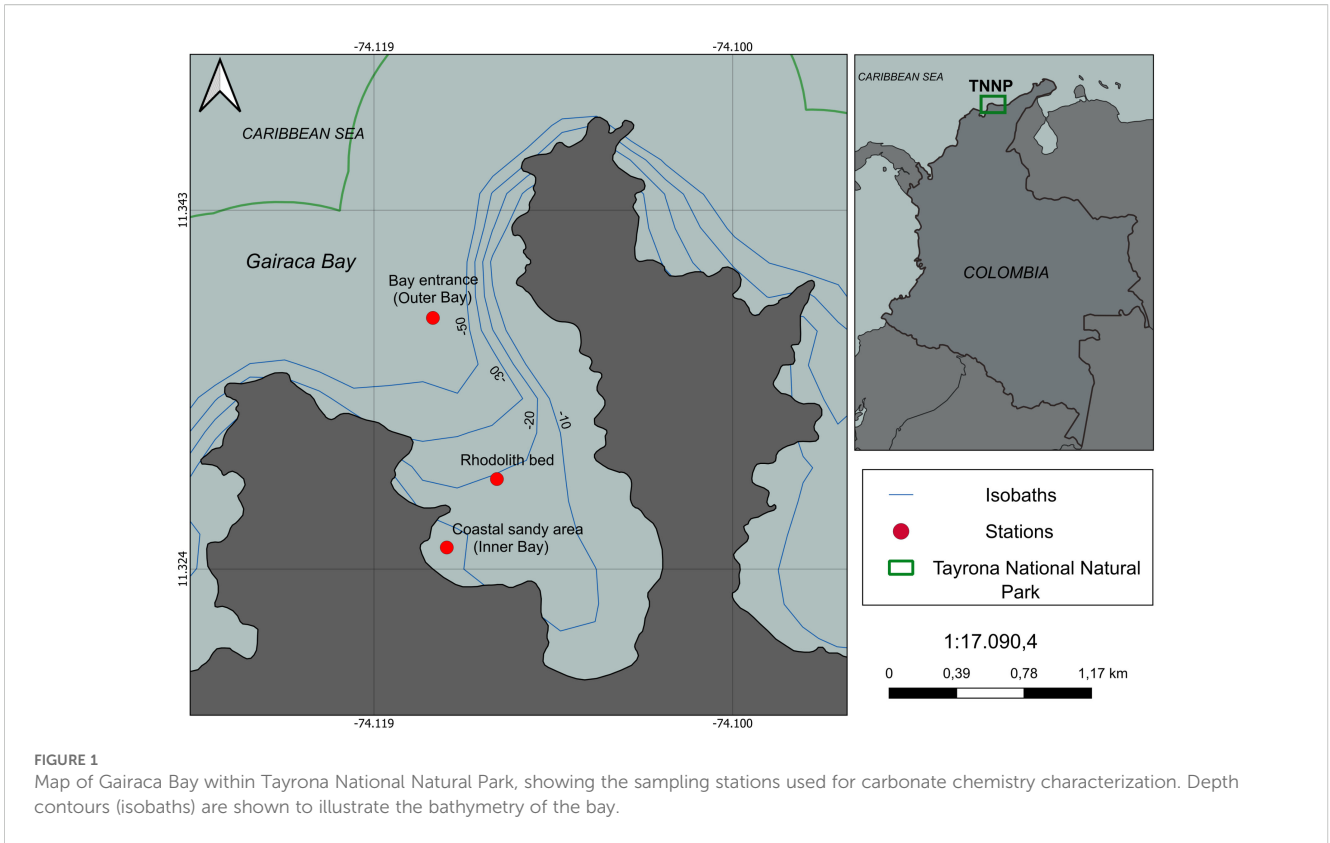 -74.119
-74.100
CARIBBEAN SEA
11.343
Gairaca Bay
Bay entrance
(Outer Bay)
-50
-30
-20
-10
Rhodolith bed
Coastal sandy area
(Inner Bay)
11.324
-74.119
-74.100
CARIBBEAN SEA
TNNP
COLOMBIA
Isobaths
Stations
Tayrona National Natural
Park
1:17.090,4
0 0,39 0,78 1,17 km
FIGURE 1
Map of Gairaca Bay within Tayrona National Natural Park, showing the sampling stations used for carbonate chemistry characterization. Depth
contours (isobaths) are shown to illustrate the bathymetry of the bay.